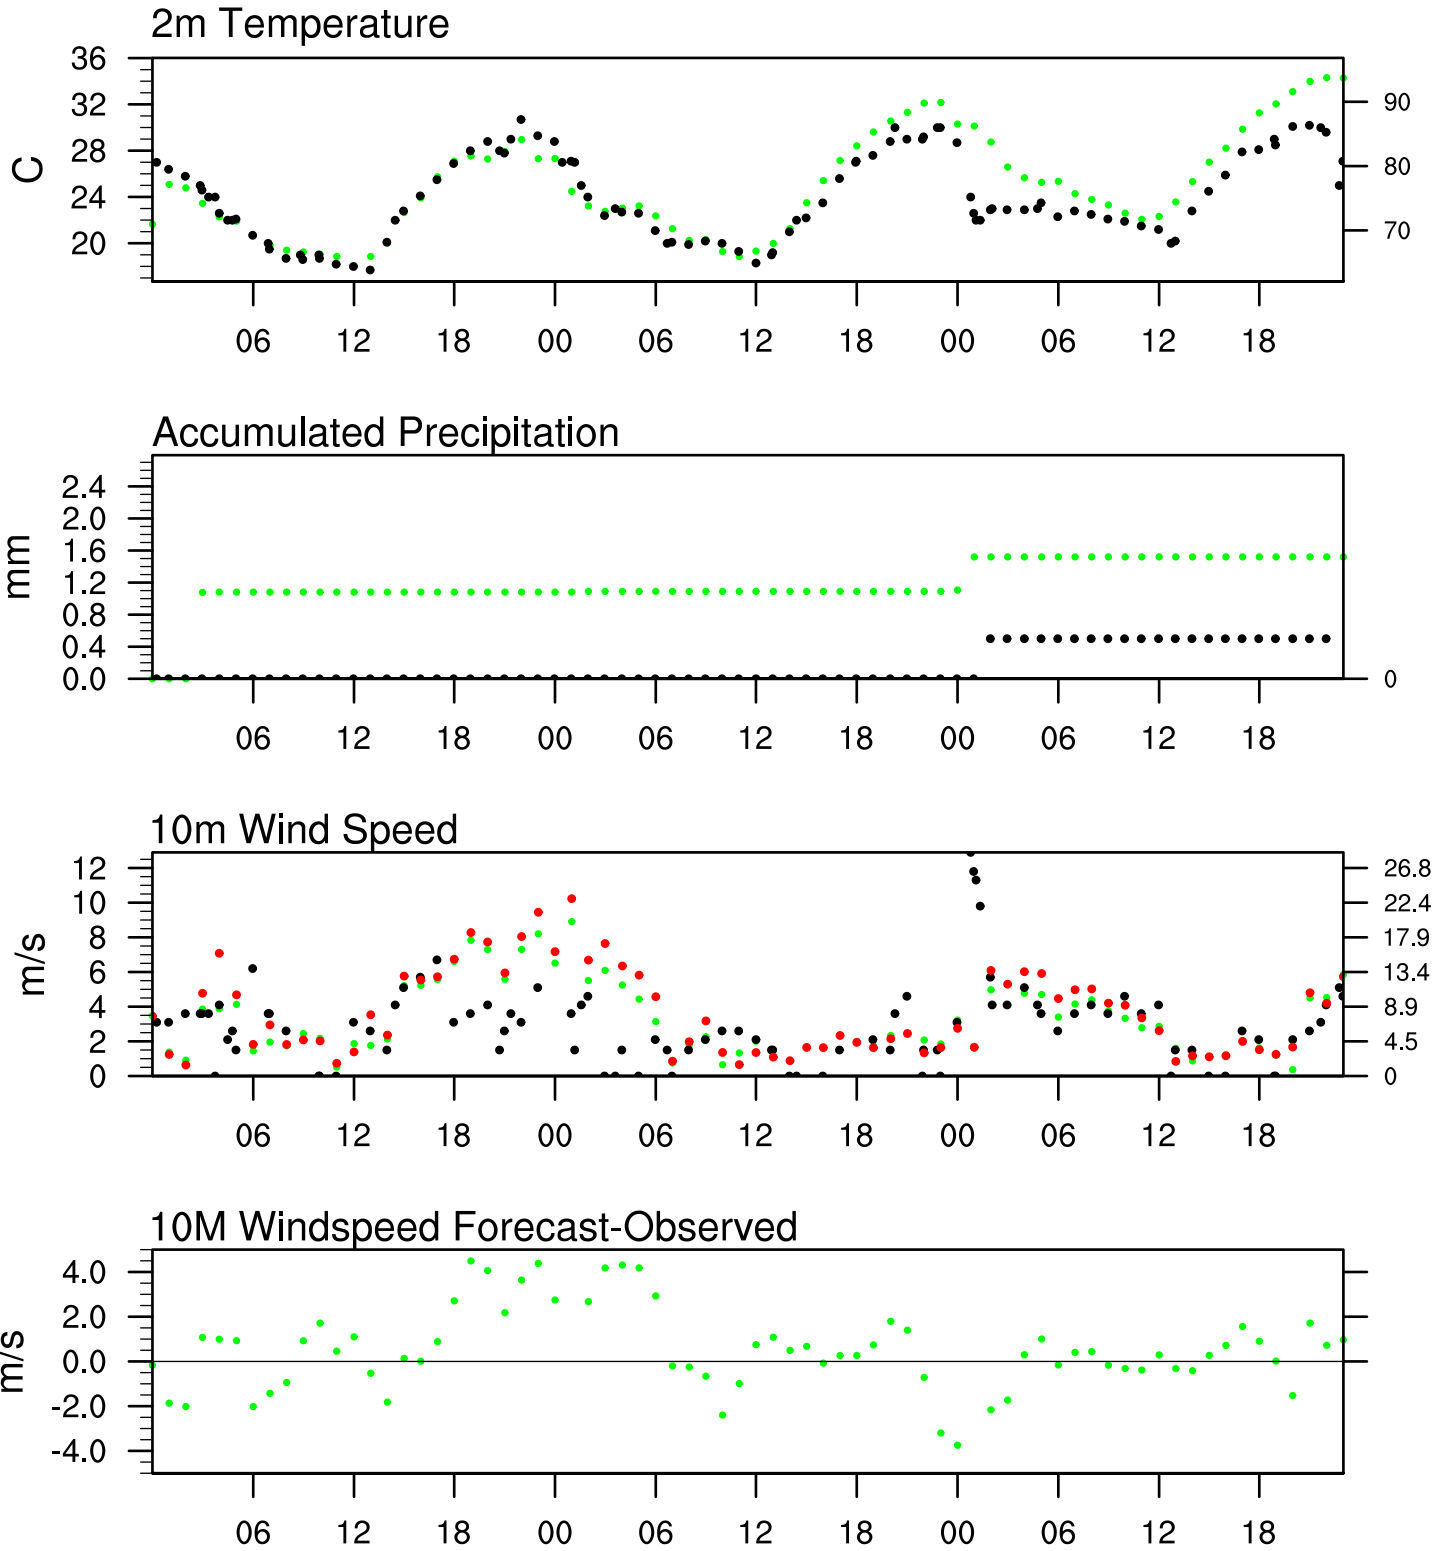 2m Temperature
36
32
28
24
20
C
90
80
70
06 12 18 00 06 12 18 00 06 12 18
Accumulated Precipitation
2.4
2.0
1.6
1.2
0.8
0.4
0.0
mm
0
06 12 18 00 06 12 18 00 06 12 18
10m Wind Speed
12
10
8
6
4
2
0
m/s
26.8
22.4
17.9
13.4
8.9
4.5
0
06 12 18 00 06 12 18 00 06 12 18
10M Windspeed Forecast-Observed
4.0
2.0
0.0
-2.0
-4.0
m/s
06 12 18 00 06 12 18 00 06 12 18